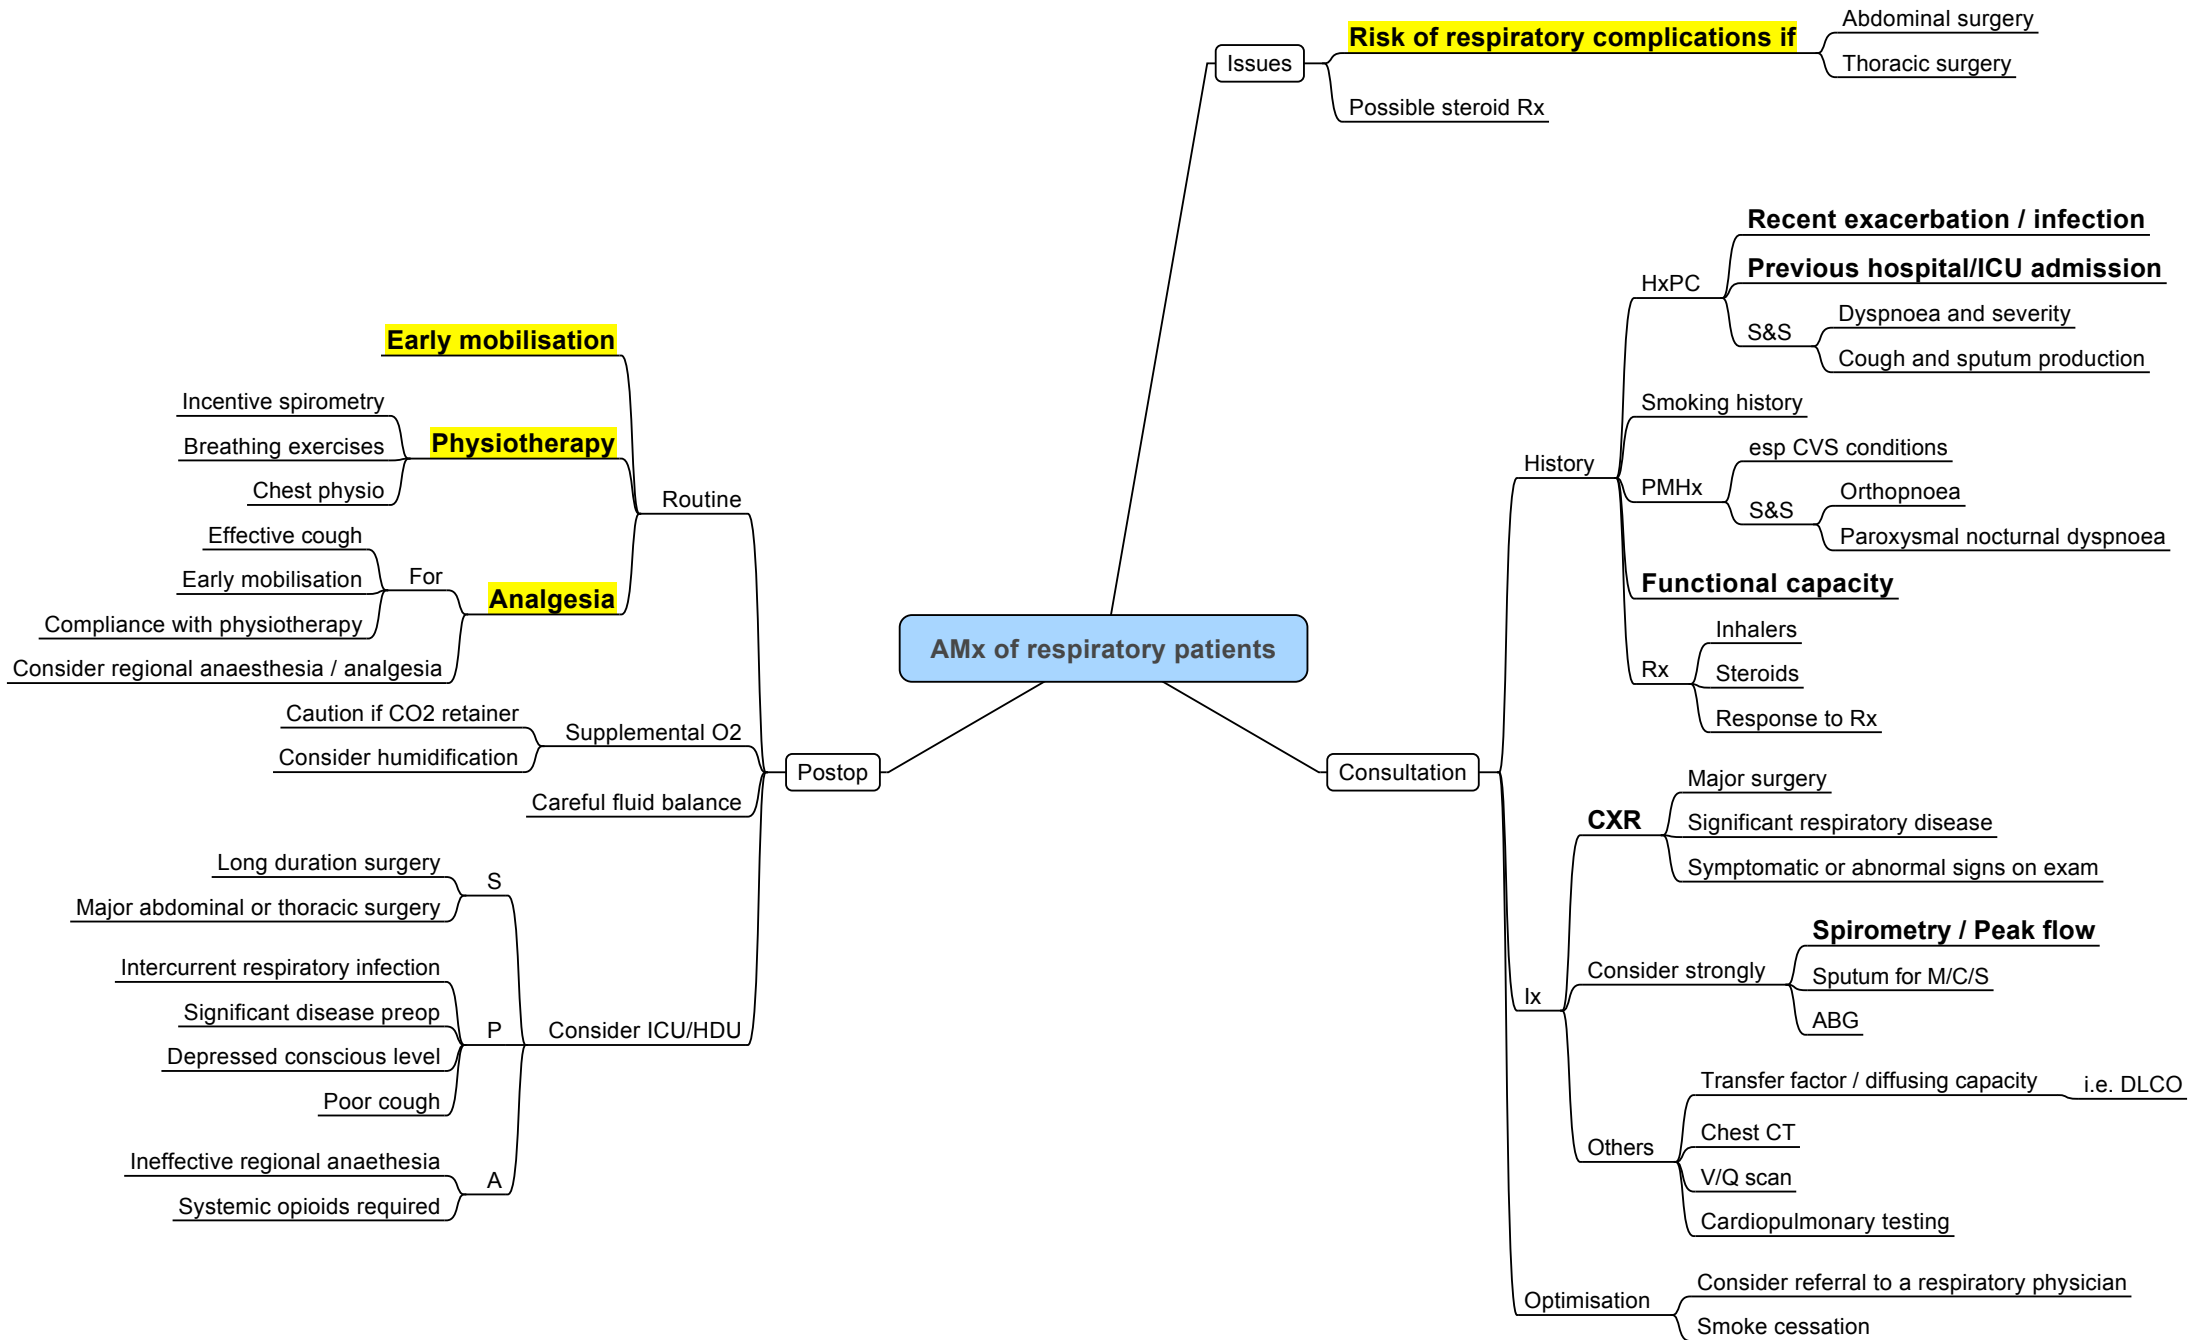 AMx of respiratory patients
Issues
Risk of respiratory complications if
Abdominal surgery
Thoracic surgery
Possible steroid Rx
Consultation
History
HxPC
Recent exacerbation / infection
Previous hospital/ICU admission
S&S
Dyspnoea and severity
Cough and sputum production
Smoking history
PMHx
esp CVS conditions
S&S
Orthopnoea
Paroxysmal nocturnal dyspnoea
Functional capacity
Rx
Inhalers
Steroids
Response to Rx
Ix
CXR
Major surgery
Significant respiratory disease
Symptomatic or abnormal signs on exam
Consider strongly
Spirometry / Peak flow
Sputum for M/C/S
ABG
Others
Transfer factor / diffusing capacity
i.e. DLCO
Chest CT
V/Q scan
Cardiopulmonary testing
Optimisation
Consider referral to a respiratory physician
Smoke cessation
Postop
Routine
Early mobilisation
Physiotherapy
Incentive spirometry
Breathing exercises
Chest physio
Analgesia
For
Effective cough
Early mobilisation
Compliance with physiotherapy
Consider regional anaesthesia / analgesia
Supplemental O2
Caution if CO2 retainer
Consider humidification
Careful fluid balance
Consider ICU/HDU
S
Long duration surgery
Major abdominal or thoracic surgery
P
Intercurrent respiratory infection
Significant disease preop
Depressed conscious level
Poor cough
A
Ineffective regional anaethesia
Systemic opioids required